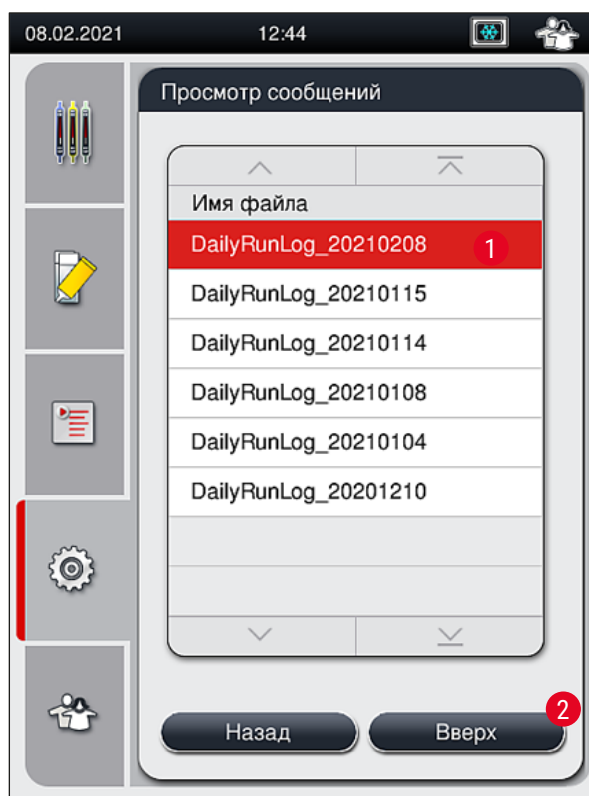 08.02.2021 12:44
Просмотр сообщений
Имя файла
DailyRunLog_20210208 1
DailyRunLog_20210115
DailyRunLog_20210114
DailyRunLog_20210108
DailyRunLog_20210104
DailyRunLog_20201210
2
Назад Вверх